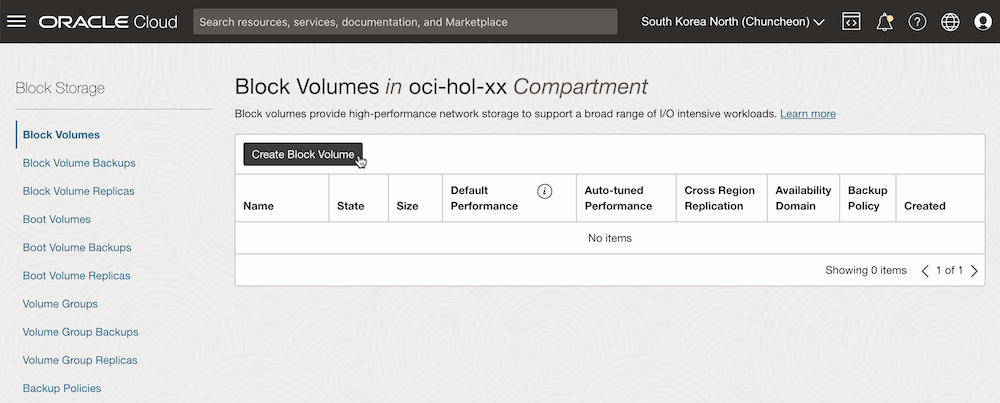 ORACLE Cloud
Search resources, services, documentation, and Marketplace
South Korea North (Chuncheon)
Block Storage
Block Volumes
Block Volume Backups
Block Volume Replicas
Boot Volumes
Boot Volume Backups
Boot Volume Replicas
Volume Groups
Volume Group Backups
Volume Group Replicas
Backup Policies
Block Volumes in oci-hol-xx Compartment
Block volumes provide high-performance network storage to support a broad range of I/O intensive workloads. Learn more
Create Block Volume
Name State Size Default Performance Auto-tuned Performance Cross Region Replication Availability Domain Backup Policy Created
No items
Showing 0 items 1 of 1